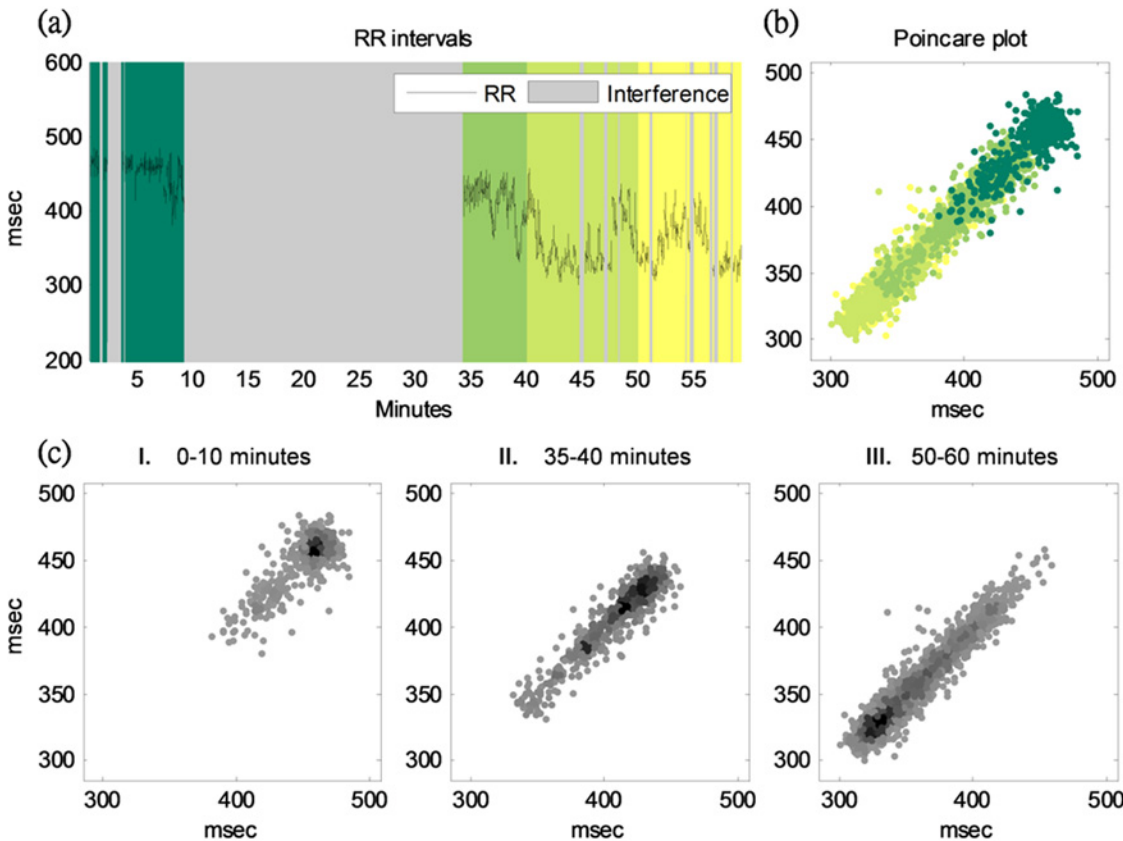 (a)
RR intervals
RR
Interference
600
500
400
300
200
msec
5 10 15 20 25 30 35 40 45 50 55
Minutes
(b)
Poincare plot
500
450
400
350
300
300 400 500
msec
(c)
I. 0-10 minutes
500
450
400
350
300
msec
300 400 500
msec
II. 35-40 minutes
500
450
400
350
300
300 400 500
msec
III. 50-60 minutes
500
450
400
350
300
300 400 500
msec